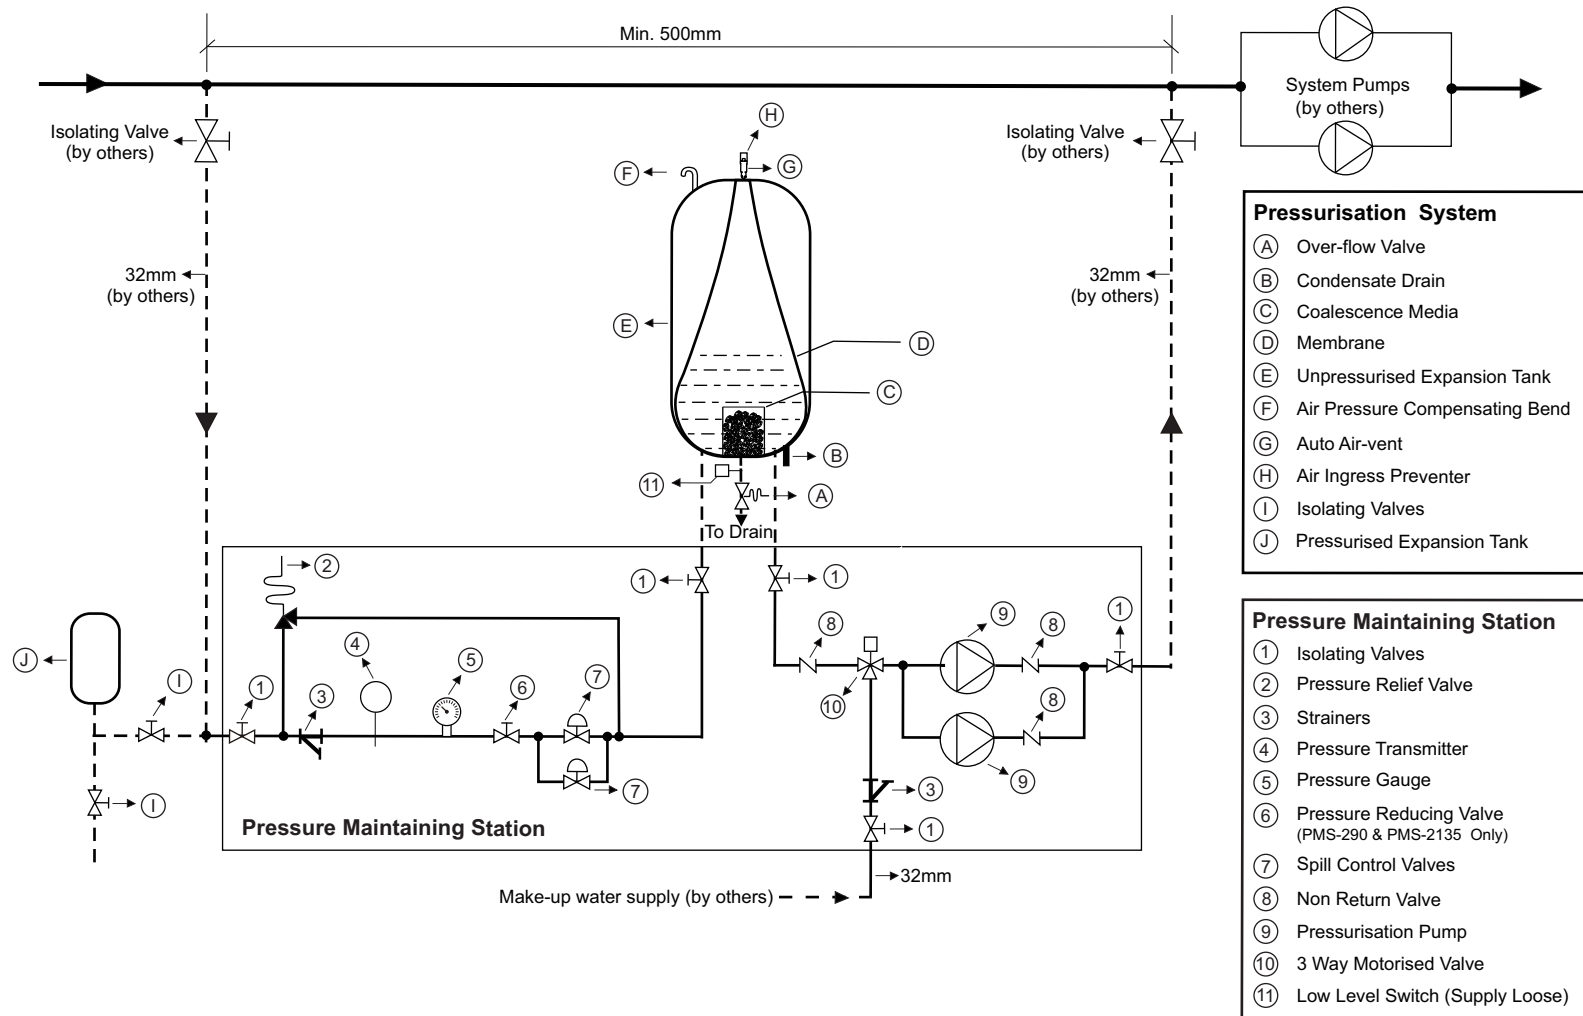 Min. 500mm
System Pumps
(by others)
Isolating Valve
(by others)
Isolating Valve
(by others)
H
G
F
32mm
(by others)
32mm
(by others)
E
D
C
B
11
A
To Drain
2
1
1
J
I
1
3
4
5
6
7
7
8
10
9
8
1
8
9
3
1
I
Pressure Maintaining Station
32mm
Make-up water supply (by others)
Pressurisation System
A Over-flow Valve
B Condensate Drain
C Coalescence Media
D Membrane
E Unpressurised Expansion Tank
F Air Pressure Compensating Bend
G Auto Air-vent
H Air Ingress Preventer
I Isolating Valves
J Pressurised Expansion Tank
Pressure Maintaining Station
1 Isolating Valves
2 Pressure Relief Valve
3 Strainers
4 Pressure Transmitter
5 Pressure Gauge
6 Pressure Reducing Valve
(PMS-290 & PMS-2135 Only)
7 Spill Control Valves
8 Non Return Valve
9 Pressurisation Pump
10 3 Way Motorised Valve
11 Low Level Switch (Supply Loose)